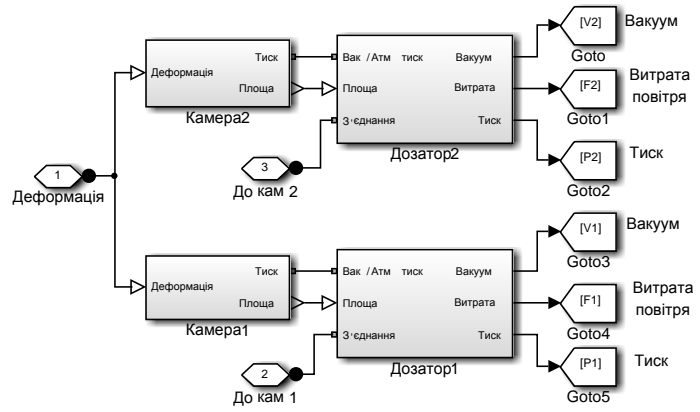 [V2] Вакуум
Goto
Тиск Вак /Атм тиск Вакуум
Деформація
Площа Площа Витрата
[F2] Витрата
повітря
Goto1
Камера2
З'єднання Тиск
[P2] Тиск
Дозатор2
Goto2
3
До кам 2
1
Деформація
[V1] Вакуум
Goto3
Тиск Вак /Атм тиск Вакуум
Деформація
Площа Площа Витрата
[F1] Витрата
повітря
Goto4
Камера1
З'єднання Тиск
[P1] Тиск
Дозатор1
Goto5
2
До кам 1